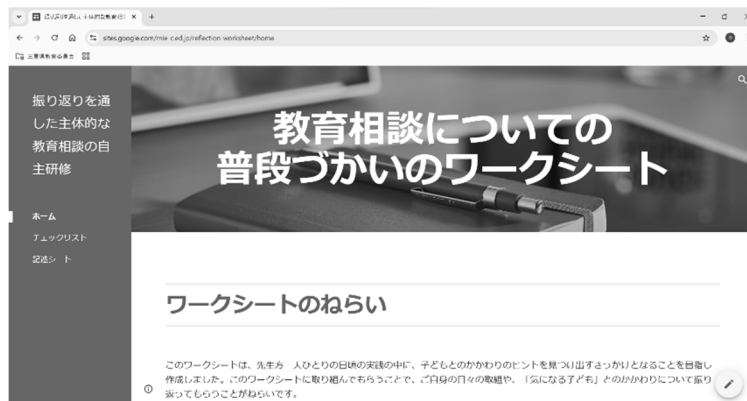 sites.google.com/mie-c.ed.jp/reflection-worksheet/home
三重県教育委員会
振り返りを通
した主体的な
教育相談の自
主研修
ホーム
チェックリスト
記述シート
教育相談についての
普段づかいのワークシート
ワークシートのねらい
このワークシートは、先生方一人ひとりの日頃の実践の中に、子どもとのかかわりのヒントを見つけ出すきっかけとなることを目指し
作成しました。このワークシートに取り組んでもらうことで、ご自身の日々の取組や、「気になる子ども」とのかかわりについて振り
返ってもらうことがねらいです。